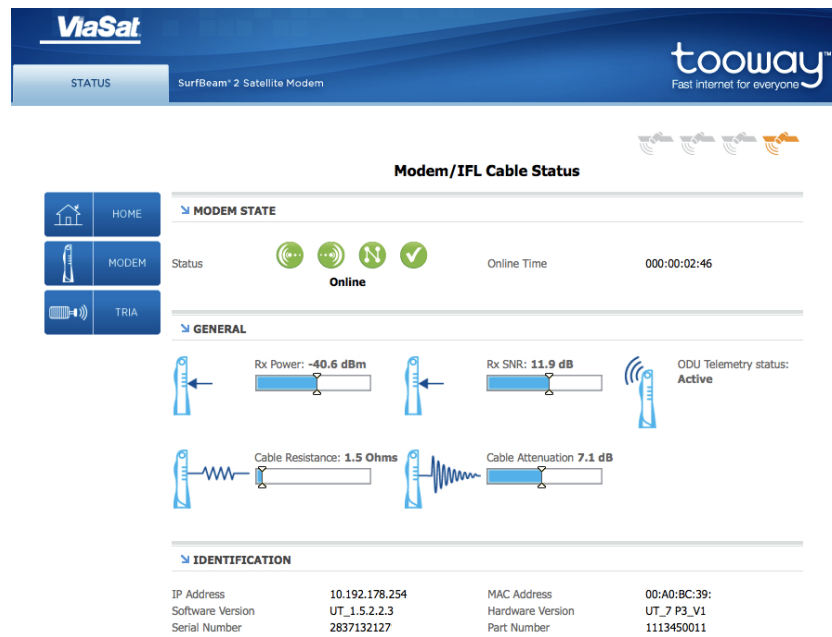 ViaSat
STATUS
SurfBeam® 2 Satellite Modem
tooway™
Fast internet for everyone
Modem/IFL Cable Status
HOME
MODEM
TRIA
MODEM STATE
Status
Online
Online Time
000:00:02:46
GENERAL
Rx Power: -40.6 dBm
Rx SNR: 11.9 dB
ODU Telemetry status:
Active
Cable Resistance: 1.5 Ohms
Cable Attenuation 7.1 dB
IDENTIFICATION
IP Address 10.192.178.254 MAC Address 00:A0:BC:39:
Software Version UT_1.5.2.2.3 Hardware Version UT_7 P3_V1
Serial Number 2837132127 Part Number 1113450011